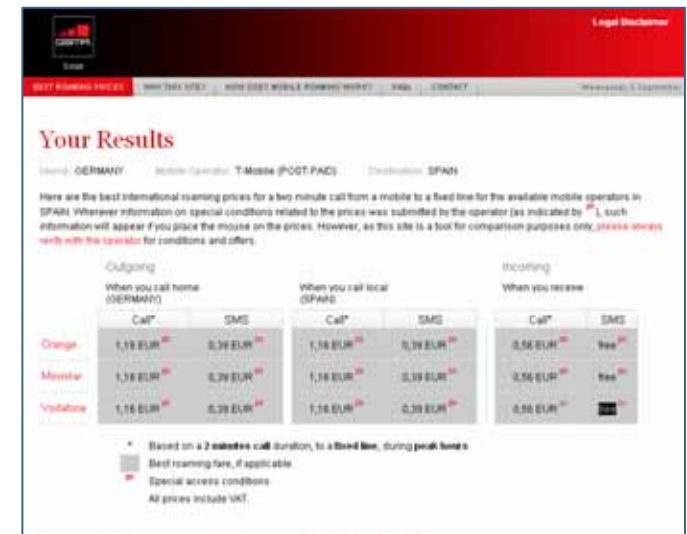 Legal Disclaimer
GSMA
Europe
BEST ROAMING PRICES WHY THIS SITE? HOW DOES MOBILE ROAMING WORK? FAQs CONTACT
Your Results
Home: GERMANY Mobile Operator: T-Mobile (POST-PAID) Destination: SPAIN
Here are the best international roaming prices for a two minute call from a mobile to a fixed line for the available mobile operators in
SPAIN. Wherever information on special conditions related to the prices was submitted by the operator (as indicated by ), such
information will appear if you place the mouse on the prices. However, as this site is a tool for comparison purposes only, please always
verify with the operator for conditions and offers.
Outgoing Incoming
When you call home When you call local When you receive
(GERMANY) (SPAIN)
Call* SMS Call* SMS Call* SMS
Orange 1,16 EUR 0,39 EUR 1,16 EUR 0,39 EUR 0,56 EUR free
Movistar 1,16 EUR 0,39 EUR 1,16 EUR 0,39 EUR 0,56 EUR free
Vodafone 1,16 EUR 0,39 EUR 1,16 EUR 0,39 EUR 0,56 EUR free
* Based on a 2 minutes call duration, to a fixed line, during peak hours
Best roaming fare, if applicable
Special access conditions
All prices include VAT.